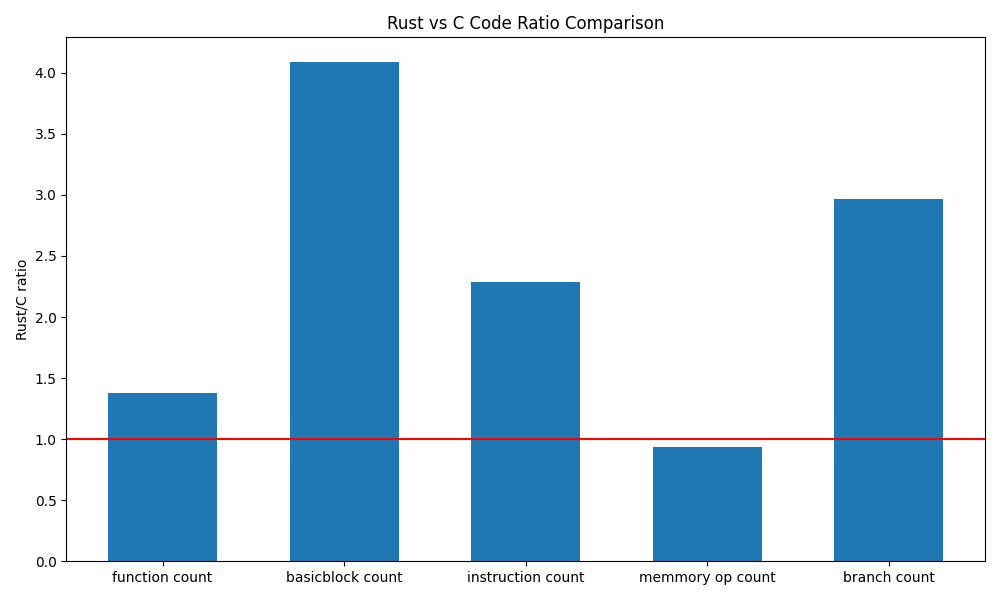 Rust vs C Code Ratio Comparison
Rust/C ratio
4.0
3.5
3.0
2.5
2.0
1.5
1.0
0.5
0.0
function count
basicblock count
instruction count
memmory op count
branch count